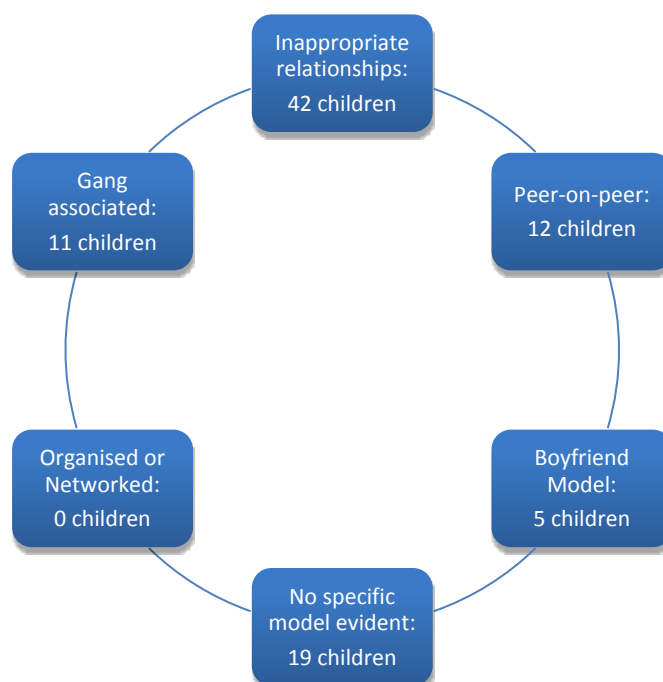 Inappropriate
relationships:
42 children
Peer-on-peer:
12 children
Boyfriend
Model:
5 children
No specific
model evident:
19 children
Organised or
Networked:
0 children
Gang
associated:
11 children